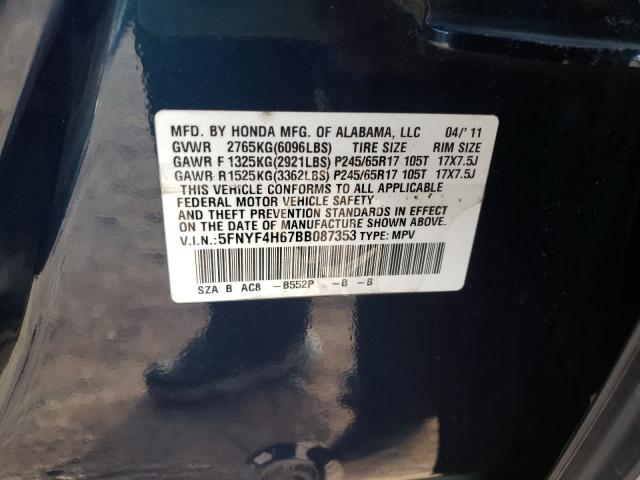 MFD. BY HONDA MFG. OF ALABAMA, LLC 04/'11
GVWR 2765KG(6096LBS) TIRE SIZE RIM SIZE
GAWR F 1325KG(2921LBS) P245/65R17 105T 17X7.5J
GAWR R 1525KG(3362LBS) P245/65R17 105T 17X7.5J
THIS VEHICLE CONFORMS TO ALL APPLICABLE
FEDERAL MOTOR VEHICLE SAFETY
AND THEFT PREVENTION STANDARDS IN EFFECT
ON THE DATE OF MANUFACTURE SHOWN ABOVE.
V.I.N.:5FNYF4H67BB087353 TYPE: MPV
SZA B AC8 -B552P -B -B